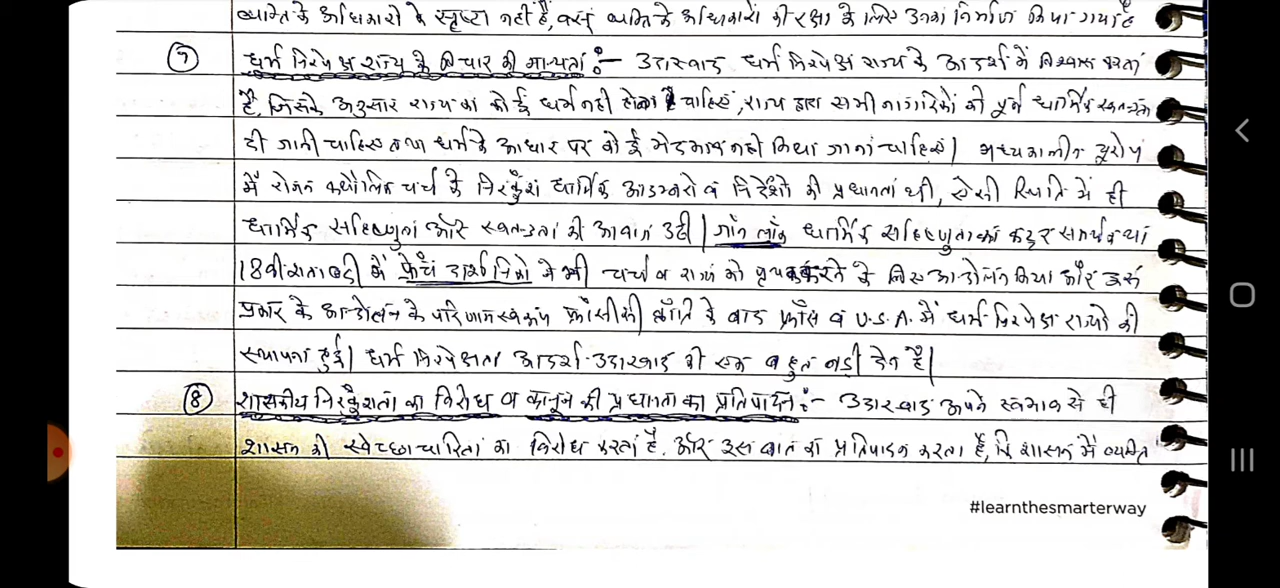 व्यक्ति के अधिकारों के सृष्टा नहीं हैं, वरन् व्यक्ति के अधिकारों की रक्षा के लिए उनका निर्माण किया गया है
7 धर्म निरपेक्ष राज्य के विचार की मान्यता :- उदारवाद धर्म निरपेक्ष राज्य के आदर्श में विश्वास करता
है, जिसके अनुसार राज्य का कोई धर्म नहीं होना चाहिए, राज्य द्वारा सभी नागरिकों को पूर्ण धार्मिक स्वतन्त्रता
दी जानी चाहिए तथा धर्म के आधार पर कोई भेदभाव नहीं किया जाना चाहिए। मध्यकालीन यूरोप
में रोमन कैथोलिक चर्च के निरंकुश धार्मिक आडम्बरो व निर्देशो की प्रधानता थी, ऐसी स्थिति में ही
धार्मिक सहिष्णुता और स्वतन्त्रता की आवाज उठी। जॉन लॉक धार्मिक सहिष्णुता का कट्टर समर्थक था
18वी शताब्दी में फ्रेंच दार्शनिको ने भी चर्च व राज्य को पृथक करने के लिए आन्दोलन किया और इस
प्रकार के आन्दोलन के परिणामस्वरूप फ्राँसीसी क्राँति के बाद फ्राँस व U.S.A. में धर्म निरपेक्ष राज्यो की
स्थापना हुई। धर्म निरपेक्षता आदर्श उदारवाद की एक बहुत बड़ी देन है।
8 शासकीय निरंकुशता का विरोध व कानून की प्रधानता का प्रतिपादन :- उदारवाद अपने स्वभाव से ही
शासन की स्वेच्छाचारिता का विरोध करता है. और इस बात का प्रतिपादन करता है, कि शासन में व्यक्ति
#learnthesmarterway